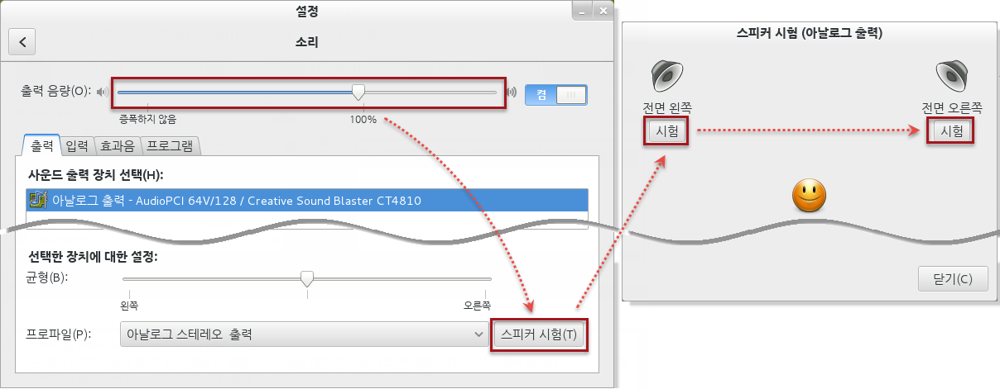 설정
소리
출력 음량(O):
켬
증폭하지 않음
100%
출력
입력
효과음
프로그램
사운드 출력 장치 선택(H):
아날로그 출력 - AudioPCI 64V/128 / Creative Sound Blaster CT4810
선택한 장치에 대한 설정:
균형(B):
왼쪽
오른쪽
프로파일(P):
아날로그 스테레오 출력
스피커 시험(T)
스피커 시험 (아날로그 출력)
전면 왼쪽
전면 오른쪽
시험
시험
닫기(C)